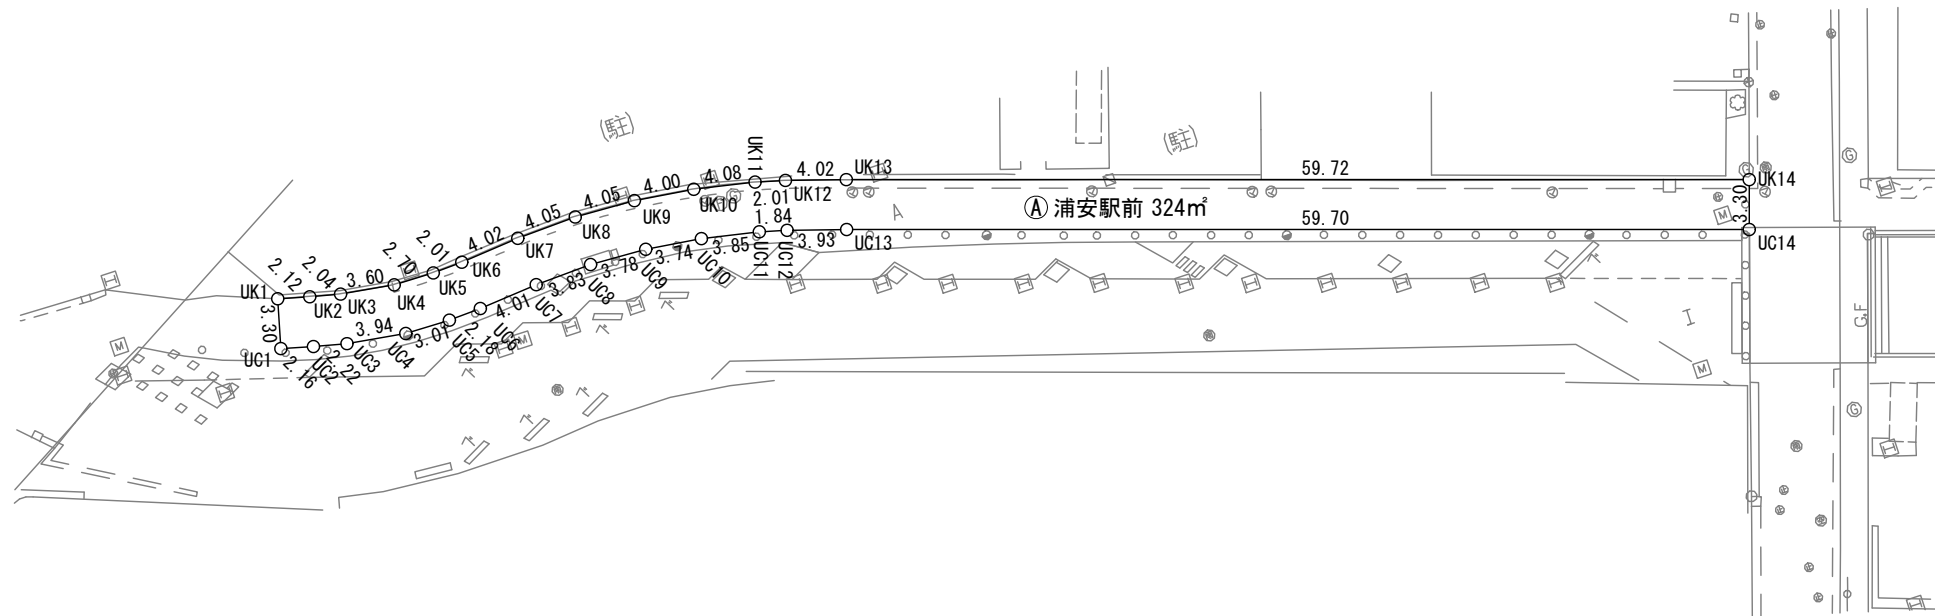 (駐)
(駐)
UK1
2.12
UK2
2.04
UK3
3.60
UK4
2.70
UK5
2.01
UK6
4.02
UK7
4.05
UK8
4.05
UK9
4.00
UK10
4.08
UK11
2.01
UK12
4.02
UK13
59.72
UK14
3.30
Ⓐ 浦安駅前 324㎡
A
3.30
UC1
2.16
UC2
2.22
UC3
3.94
UC4
3.01
UC5
2.18
UC6
4.01
UC7
3.83
UC8
3.78
UC9
3.74
UC10
3.85
UC11
1.84
UC12
3.93
UC13
59.70
UC14
I
G.F
M
M
M
M
M
G
G
G
G